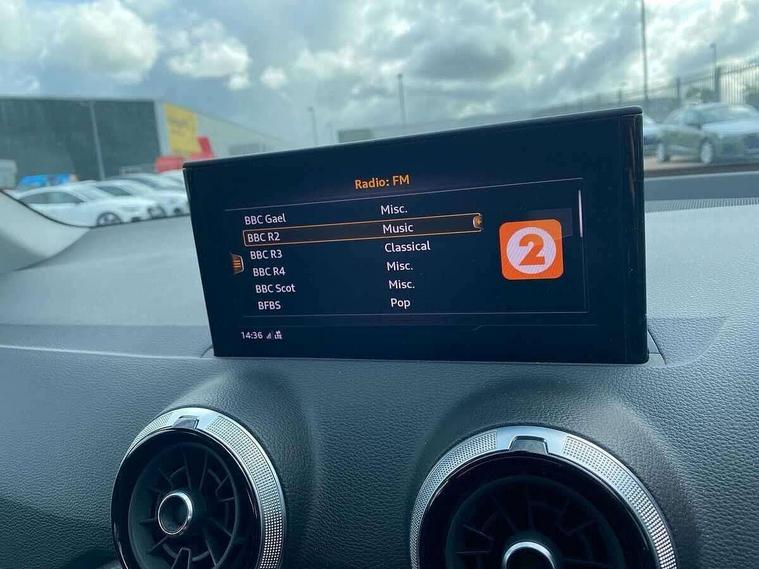 Radio: FM
BBC Gael Misc.
BBC R2 Music
BBC R3 Classical
BBC R4 Misc.
BBC Scot Misc.
BFBS Pop
2
14:36